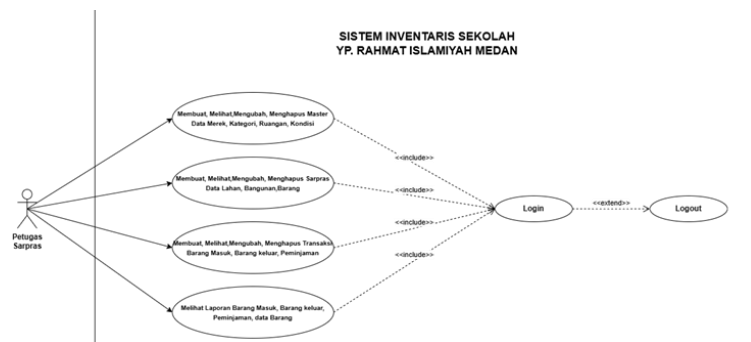 SISTEM INVENTARIS SEKOLAH
YP. RAHMAT ISLAMIYAH MEDAN
Membuat, Melihat,Mengubah, Menghapus Master
Data Merek, Kategori, Ruangan, Kondisi
<<include>>
Membuat, Melihat,Mengubah, Menghapus Sarpras
Data Lahan, Bangunan,Barang
<<include>>
Login
<<extend>>
Logout
Petugas
Sarpras
<<include>>
Membuat, Melihat,Mengubah, Menghapus Transaksi
Barang Masuk, Barang keluar, Peminjaman
<<include>>
Melihat Laporan Barang Masuk, Barang keluar,
Peminjaman, data Barang